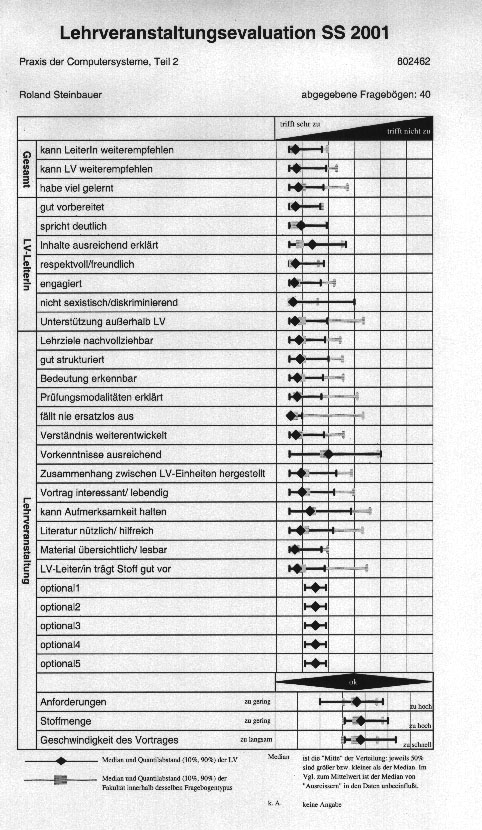 Lehrveranstaltungsevaluation SS 2001
Praxis der Computersysteme, Teil 2 802462
Roland Steinbauer abgegebene Fragebögen: 40
trifft sehr zu
trifft nicht zu
Gesamt
kann LeiterIn weiterempfehlen
kann LV weiterempfehlen
habe viel gelernt
LV-LeiterIn
gut vorbereitet
spricht deutlich
Inhalte ausreichend erklärt
respektvoll/freundlich
engagiert
nicht sexistisch/diskriminierend
Unterstützung außerhalb LV
Lehrveranstaltung
Lehrziele nachvollziehbar
gut strukturiert
Bedeutung erkennbar
Prüfungsmodalitäten erklärt
fällt nie ersatzlos aus
Verständnis weiterentwickelt
Vorkenntnisse ausreichend
Zusammenhang zwischen LV-Einheiten hergestellt
Vortrag interessant/ lebendig
kann Aufmerksamkeit halten
Literatur nützlich/ hilfreich
Material übersichtlich/ lesbar
LV-Leiter/in trägt Stoff gut vor
optional1
optional2
optional3
optional4
optional5
ok
Anforderungen zu gering zu hoch
Stoffmenge zu gering zu hoch
Geschwindigkeit des Vortrages zu langsam zu schnell
Median und Quantilabstand (10%, 90%) der LV
Median und Quantilabstand (10%, 90%) der
Fakultät innerhalb desselben Fragebogentypus
Median ist die "Mitte" der Verteilung: jeweils 50%
sind größer bzw. kleiner als der Median. Im
Vgl. zum Mittelwert ist der Median von
"Ausreissern" in den Daten unbeeinflußt.
k. A. keine Angabe